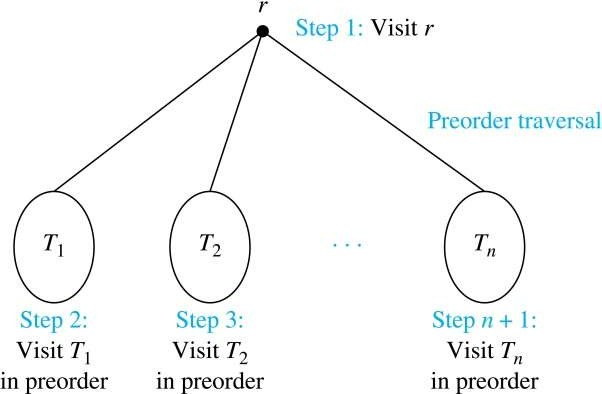 r
Step 1: Visit r
Preorder traversal
T1
T2
. . .
Tn
Step 2:
Visit T1
in preorder
Step 3:
Visit T2
in preorder
Step n + 1:
Visit Tn
in preorder